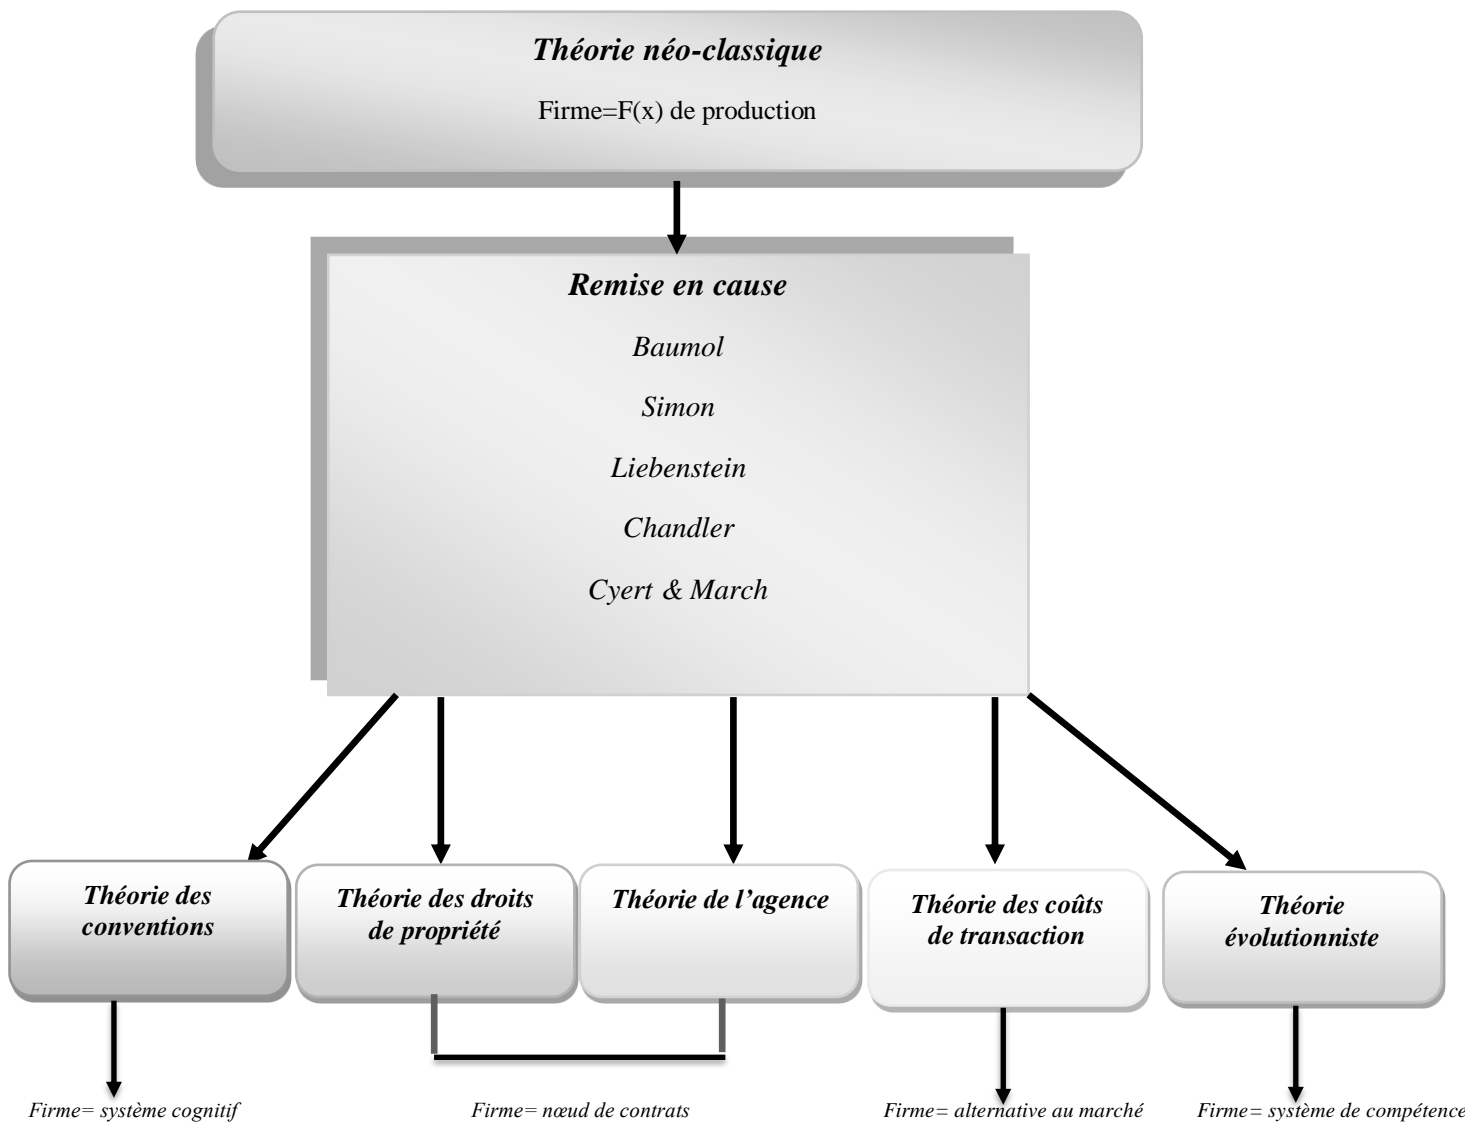 Théorie néo-classique
Firme=F(x) de production
Remise en cause
Baumol
Simon
Liebenstein
Chandler
Cyert & March
Théorie des
conventions
Théorie des droits
de propriété
Théorie de l’agence
Théorie des coûts
de transaction
Théorie
évolutionniste
Firme= système cognitif
Firme= nœud de contrats
Firme= alternative au marché
Firme= système de compétence